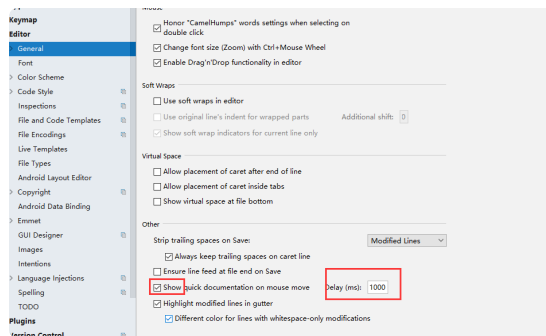 Keymap
Editor
General
Font
Color Scheme
Code Style
Inspections
File and Code Templates
File Encodings
Live Templates
File Types
Android Layout Editor
Copyright
Android Data Binding
Emmet
GUI Designer
Images
Intentions
Language Injections
Spelling
TODO
Plugins
Version Control
Mouse
Honor "CamelHumps" words settings when selecting on
double click
Change font size (Zoom) with Ctrl+Mouse Wheel
Enable Drag'n'Drop functionality in editor
Soft Wraps
Use soft wraps in editor
Use original line's indent for wrapped parts Additional shift: 0
Show soft wrap indicators for current line only
Virtual Space
Allow placement of caret after end of line
Allow placement of caret inside tabs
Show virtual space at file bottom
Other
Strip trailing spaces on Save: Modified Lines
Always keep trailing spaces on caret line
Ensure line feed at file end on Save
Show quick documentation on mouse move Delay (ms): 1000
Highlight modified lines in gutter
Different color for lines with whitespace-only modifications